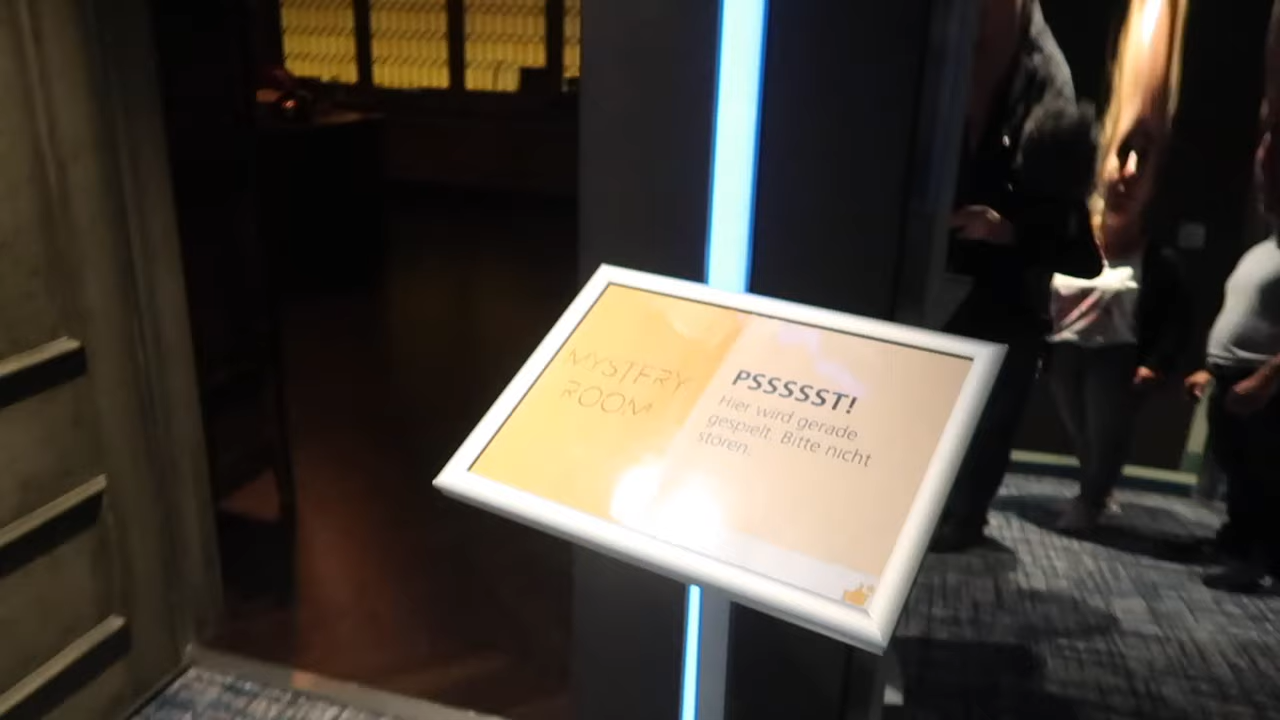 MYSTERY
ROOM
PSSSSST!
Hier wird gerade
gespielt. Bitte nicht
stören.